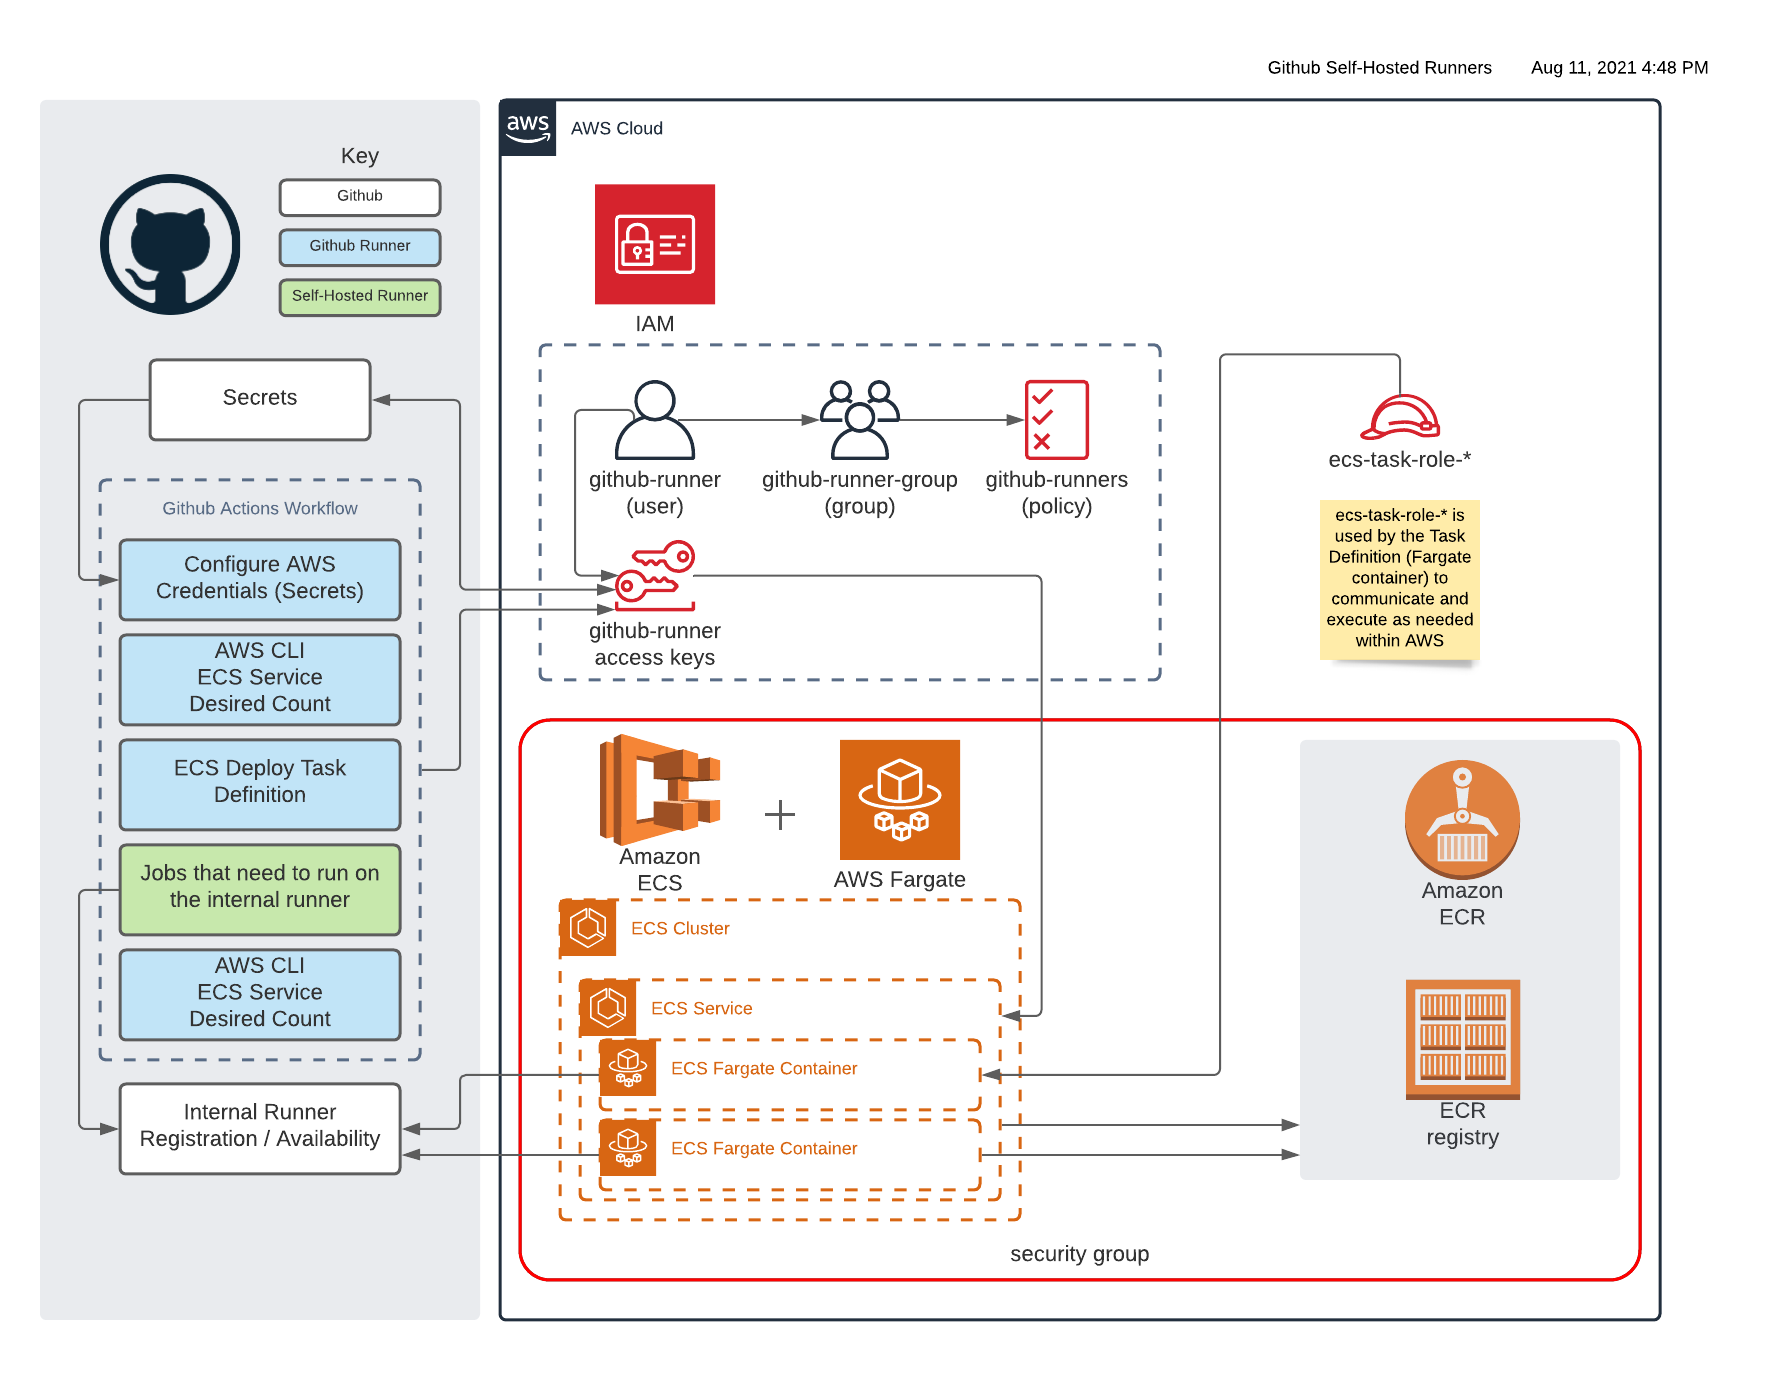 Github Self-Hosted Runners Aug 11, 2021 4:48 PM
Key
Github
Github Runner
Self-Hosted Runner
Secrets
Github Actions Workflow
Configure AWS
Credentials (Secrets)
AWS CLI
ECS Service
Desired Count
ECS Deploy Task
Definition
Jobs that need to run on
the internal runner
AWS CLI
ECS Service
Desired Count
Internal Runner
Registration / Availability
aws
AWS Cloud
IAM
github-runner
(user)
github-runner-group
(group)
github-runners
(policy)
github-runner
access keys
ecs-task-role-*
ecs-task-role-* is
used by the Task
Definition (Fargate
container) to
communicate and
execute as needed
within AWS
Amazon
ECS
AWS Fargate
ECS Cluster
ECS Service
ECS Fargate Container
ECS Fargate Container
Amazon
ECR
ECR
registry
security group